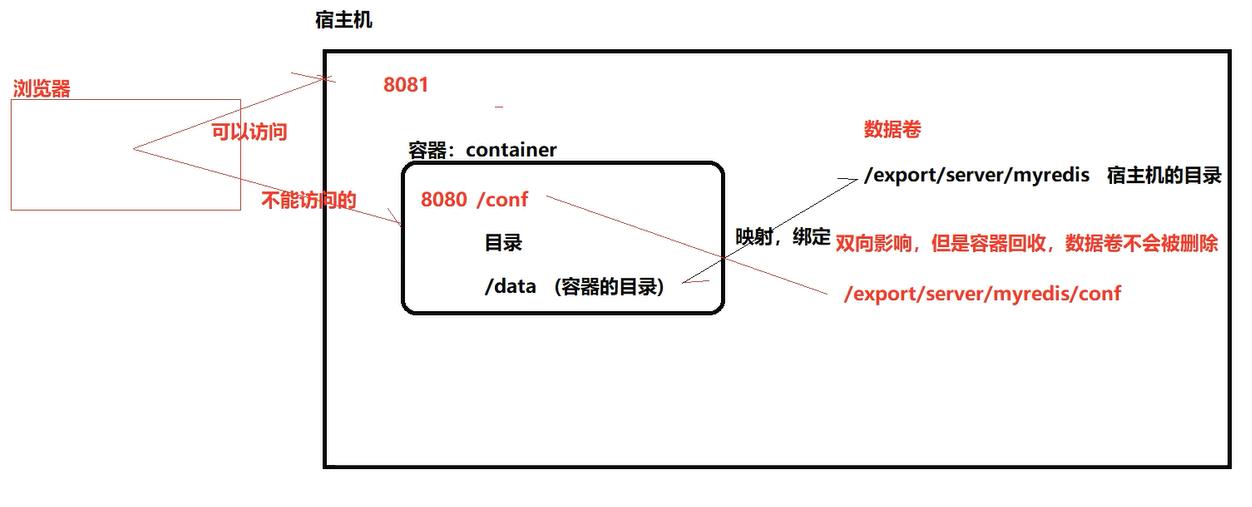 宿主机
浏览器
8081
可以访问
数据卷
容器：container
/export/server/myredis 宿主机的目录
不能访问的
8080 /conf
映射，绑定
双向影响，但是容器回收，数据卷不会被删除
目录
/data （容器的目录）
/export/server/myredis/conf